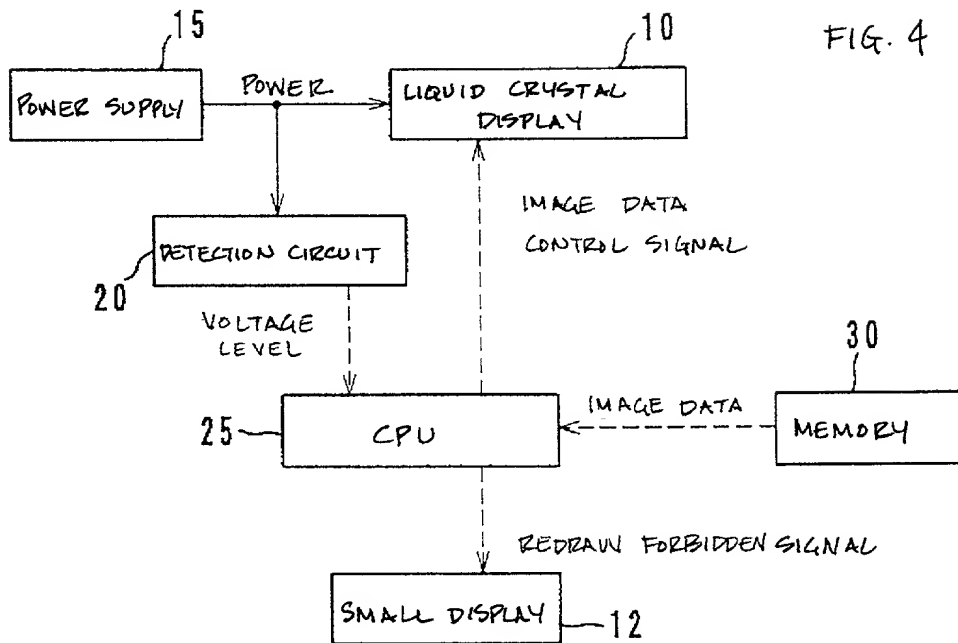 15
10
FIG. 4
POWER SUPPLY
POWER
LIQUID CRYSTAL
DISPLAY
IMAGE DATA
CONTROL SIGNAL
DETECTION CIRCUIT
20
VOLTAGE
LEVEL
30
25
CPU
IMAGE DATA
MEMORY
REDRAW FORBIDDEN SIGNAL
SMALL DISPLAY
12